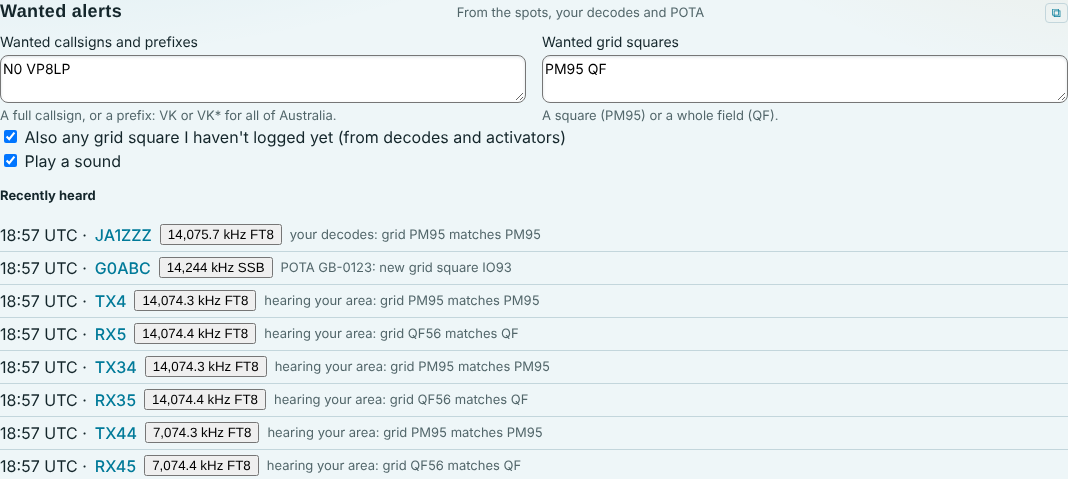 Wanted alerts
From the spots, your decodes and POTA
⧉
Wanted callsigns and prefixes
N0 VP8LP
A full callsign, or a prefix: VK or VK* for all of Australia.
Wanted grid squares
PM95 QF
A square (PM95) or a whole field (QF).
Also any grid square I haven't logged yet (from decodes and activators)
Play a sound
Recently heard
18:57 UTC · JA1ZZZ 14,075.7 kHz FT8 your decodes: grid PM95 matches PM95
18:57 UTC · G0ABC 14,244 kHz SSB POTA GB-0123: new grid square IO93
18:57 UTC · TX4 14,074.3 kHz FT8 hearing your area: grid PM95 matches PM95
18:57 UTC · RX5 14,074.4 kHz FT8 hearing your area: grid QF56 matches QF
18:57 UTC · TX34 14,074.3 kHz FT8 hearing your area: grid PM95 matches PM95
18:57 UTC · RX35 14,074.4 kHz FT8 hearing your area: grid QF56 matches QF
18:57 UTC · TX44 7,074.3 kHz FT8 hearing your area: grid PM95 matches PM95
18:57 UTC · RX45 7,074.4 kHz FT8 hearing your area: grid QF56 matches QF